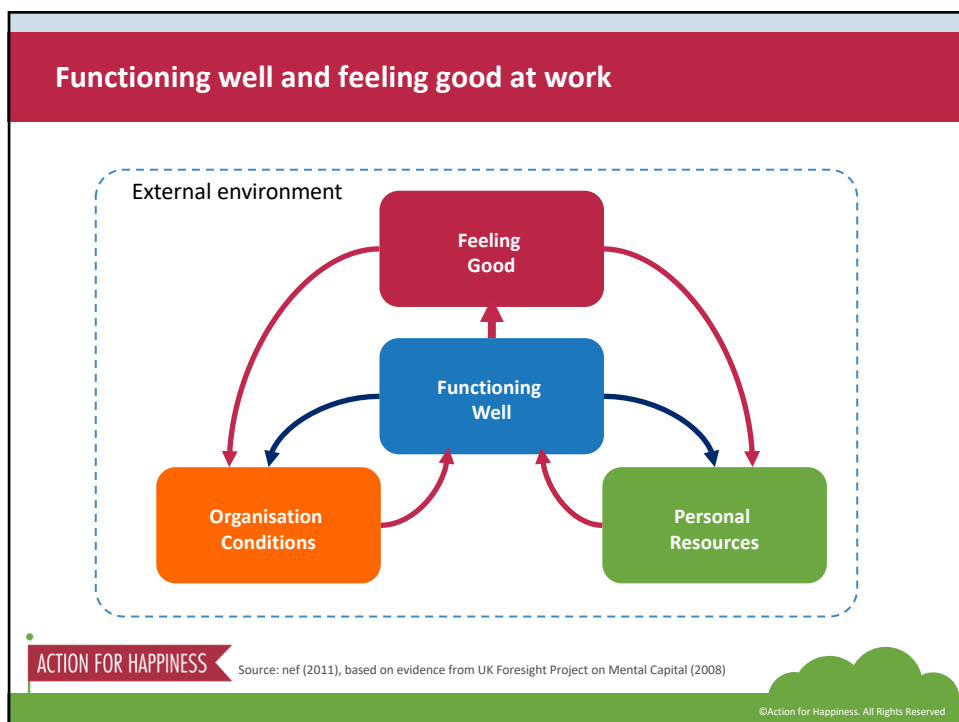 Functioning well and feeling good at work
External environment
Feeling
Good
Functioning
Well
Organisation
Conditions
Personal
Resources
ACTION FOR HAPPINESS
Source: nef (2011), based on evidence from UK Foresight Project on Mental Capital (2008)
©Action for Happiness. All Rights Reserved